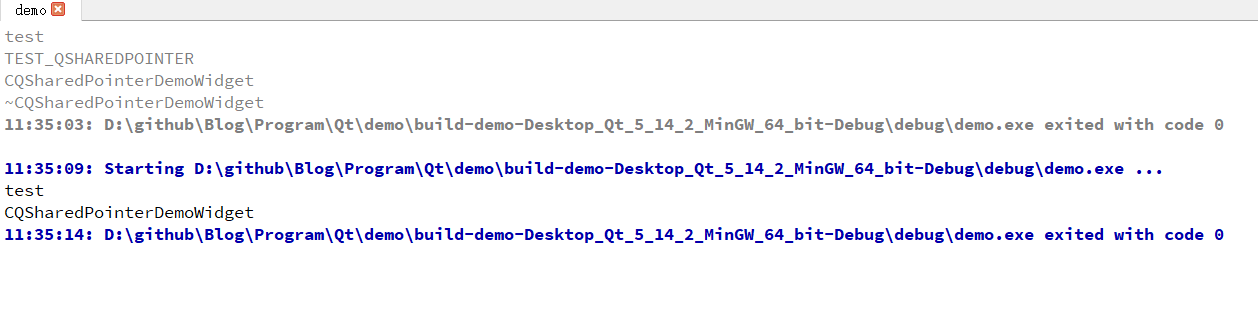 demo
test
TEST_QSHAREDPOINTER
CQSharedPointerDemoWidget
~CQSharedPointerDemoWidget
11:35:03: D:\github\Blog\Program\Qt\demo\build-demo-Desktop_Qt_5_14_2_MinGW_64_bit-Debug\debug\demo.exe exited with code 0
11:35:09: Starting D:\github\Blog\Program\Qt\demo\build-demo-Desktop_Qt_5_14_2_MinGW_64_bit-Debug\debug\demo.exe ...
test
CQSharedPointerDemoWidget
11:35:14: D:\github\Blog\Program\Qt\demo\build-demo-Desktop_Qt_5_14_2_MinGW_64_bit-Debug\debug\demo.exe exited with code 0